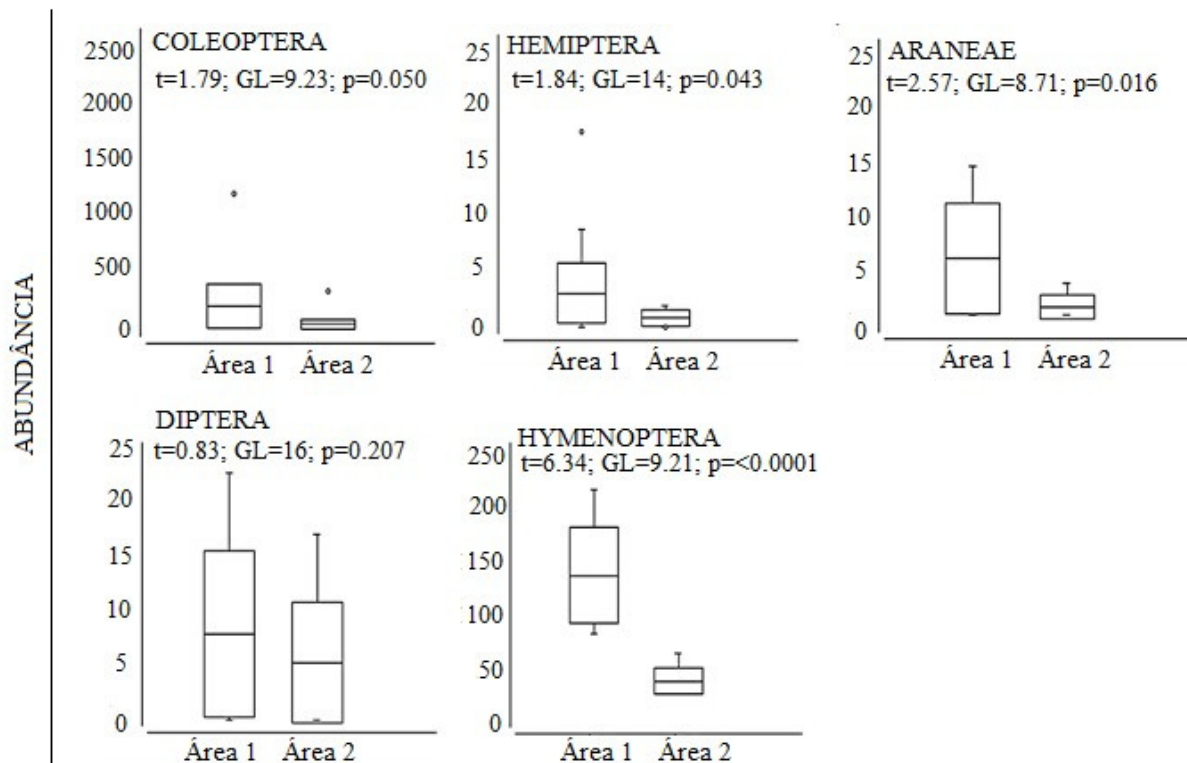 ABUNDÂNCIA
COLEOPTERA
t=1.79; GL=9.23; p=0.050
2500
2000
1500
1000
500
0
Área 1 Área 2
HEMIPTERA
t=1.84; GL=14; p=0.043
25
20
15
10
5
0
Área 1 Área 2
ARANEAE
t=2.57; GL=8.71; p=0.016
25
20
15
10
5
0
Área 1 Área 2
DIPTERA
t=0.83; GL=16; p=0.207
25
20
15
10
5
0
Área 1 Área 2
HYMENOPTERA
t=6.34; GL=9.21; p=<0.0001
250
200
150
100
50
0
Área 1 Área 2